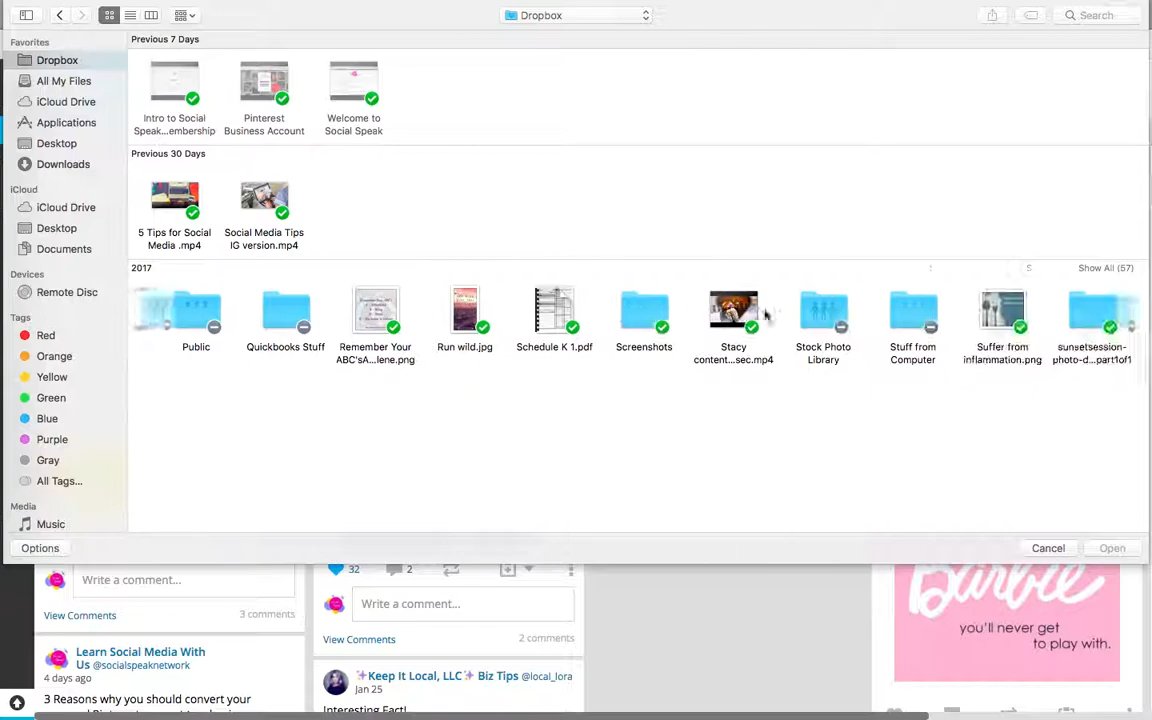 Dropbox
Search
Favorites
Dropbox
All My Files
iCloud Drive
Applications
Desktop
Downloads
iCloud
iCloud Drive
Desktop
Documents
Devices
Remote Disc
Tags
Red
Orange
Yellow
Green
Blue
Purple
Gray
All Tags...
Media
Music
Previous 7 Days
Intro to Social
Speak...embership
Pinterest
Business Account
Welcome to
Social Speak
Previous 30 Days
5 Tips for Social
Media .mp4
Social Media Tips
IG version.mp4
2017
Show All (57)
Public
Quickbooks Stuff
Remember Your
ABC'sA...lene.png
Run wild.jpg
Schedule K 1.pdf
Screenshots
Stacy
content...sec.mp4
Stock Photo
Library
Stuff from
Computer
Suffer from
inflammation.png
sunsetsession-
photo-d...part1of1
Options
Cancel
Open
Write a comment...
View Comments
3 comments
Learn Social Media With
Us @socialspeaknetwork
4 days ago
3 Reasons why you should convert your
32
2
Write a comment...
View Comments
2 comments
✨Keep It Local, LLC✨ Biz Tips @local_lora
Jan 25
Interesting Fact!
Barbie
you'll never get
to play with.